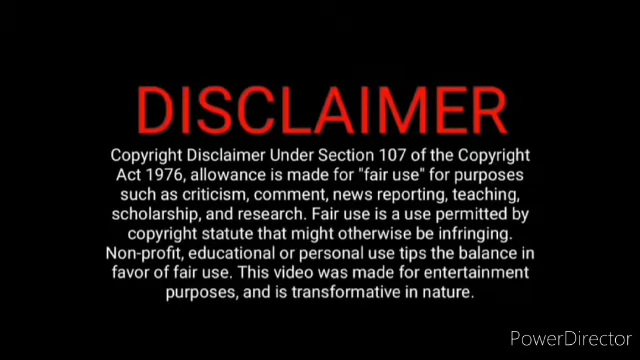 DISCLAIMER
Copyright Disclaimer Under Section 107 of the Copyright
Act 1976, allowance is made for "fair use" for purposes
such as criticism, comment, news reporting, teaching,
scholarship, and research. Fair use is a use permitted by
copyright statute that might otherwise be infringing.
Non-profit, educational or personal use tips the balance in
favor of fair use. This video was made for entertainment
purposes, and is transformative in nature.
PowerDirector